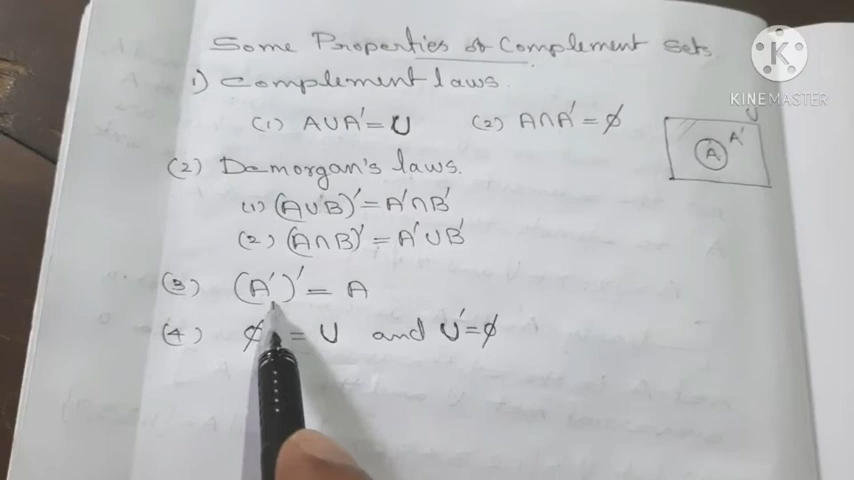 Some Properties of Complement Sets
1) Complement laws.
(1) A∪A′=U (2) A∩A′=∅
(2) Demorgan's laws.
(1) (A∪B)′=A′∩B′
(2) (A∩B)′=A′∪B′
(3) (A′)′=A
(4) ∅ = U and U′=∅
K
KINEMASTER
U
A A′